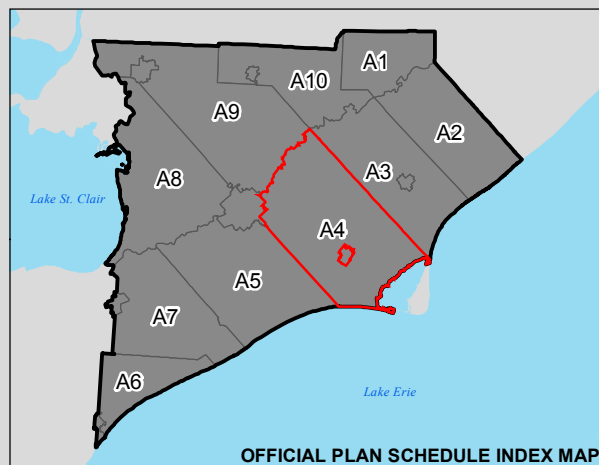 A1
A10
A9
A2
A3
A8
Lake St. Clair
A4
A5
A7
A6
Lake Erie
OFFICIAL PLAN SCHEDULE INDEX MAP